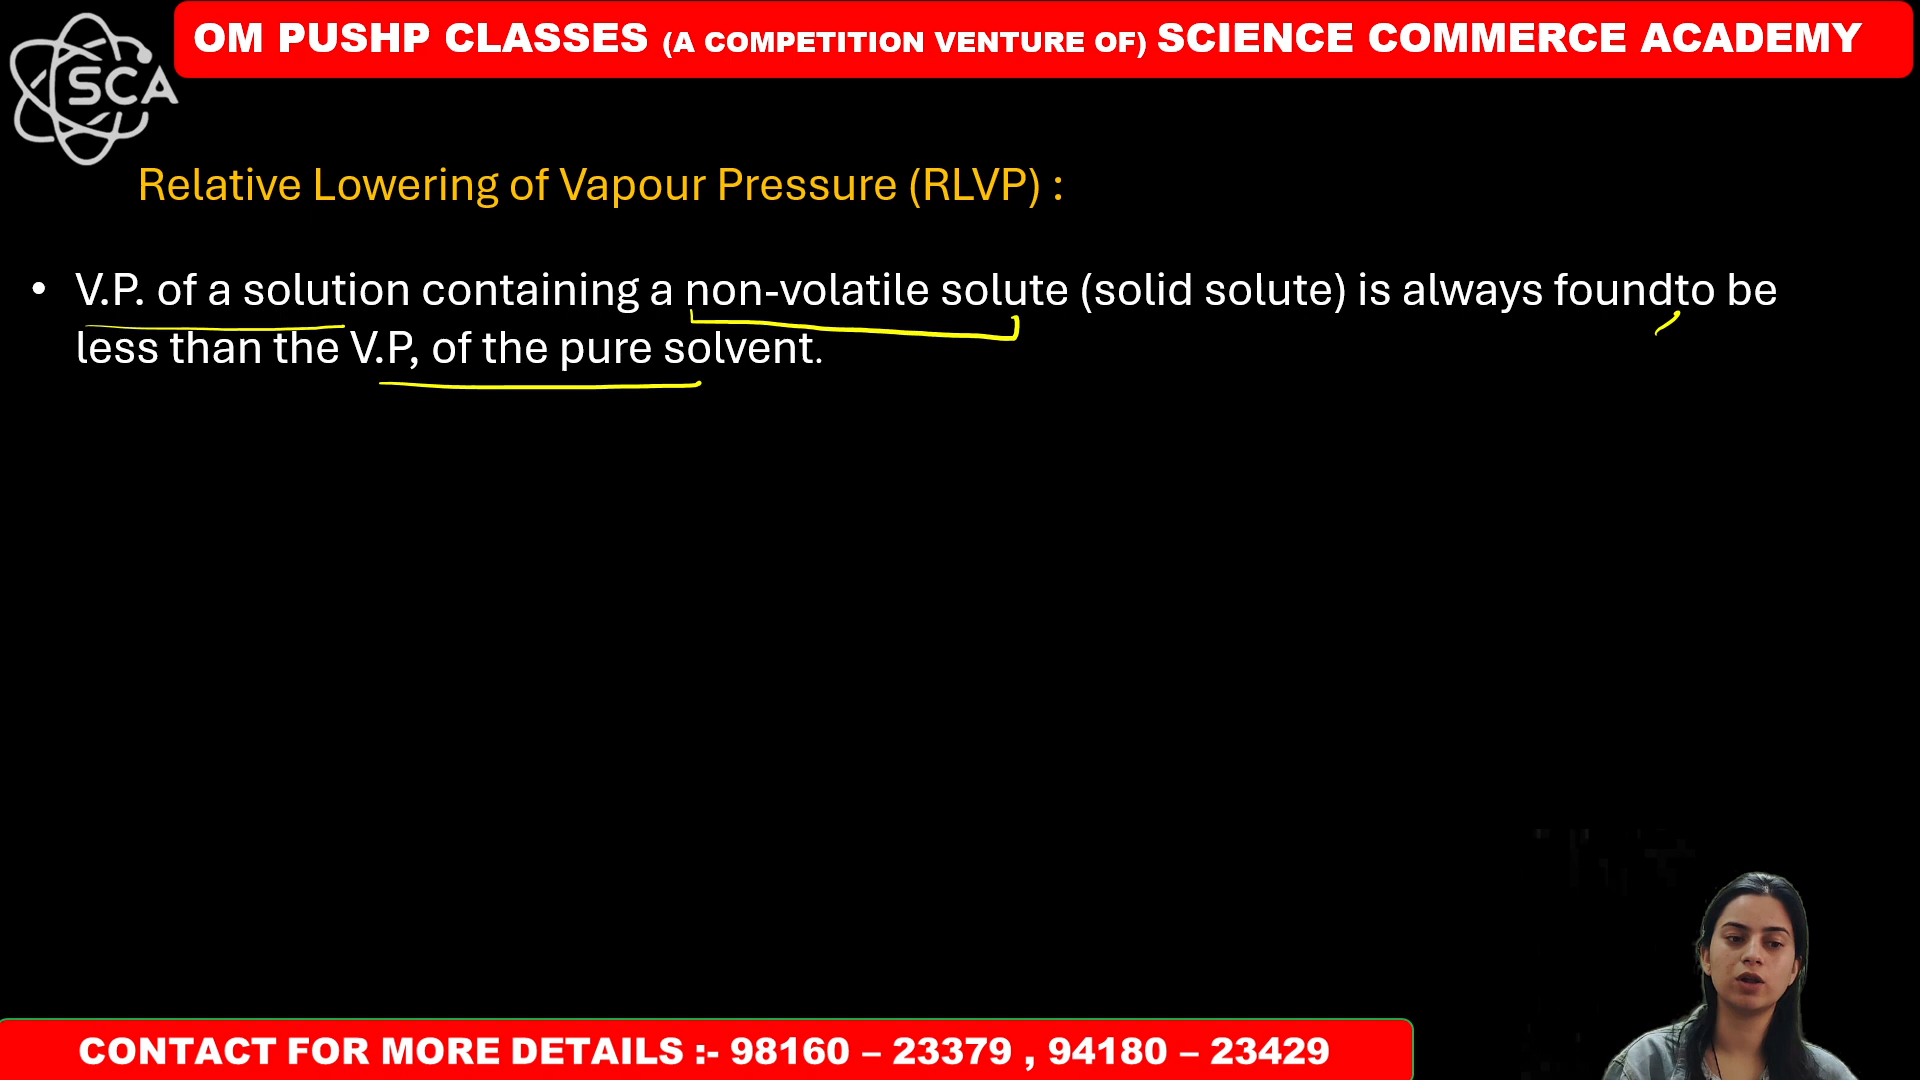 OM PUSHP CLASSES (A COMPETITION VENTURE OF) SCIENCE COMMERCE ACADEMY
SCA
Relative Lowering of Vapour Pressure (RLVP) :
• V.P. of a solution containing a non-volatile solute (solid solute) is always foundto be
less than the V.P, of the pure solvent.
CONTACT FOR MORE DETAILS :- 98160 – 23379 , 94180 – 23429